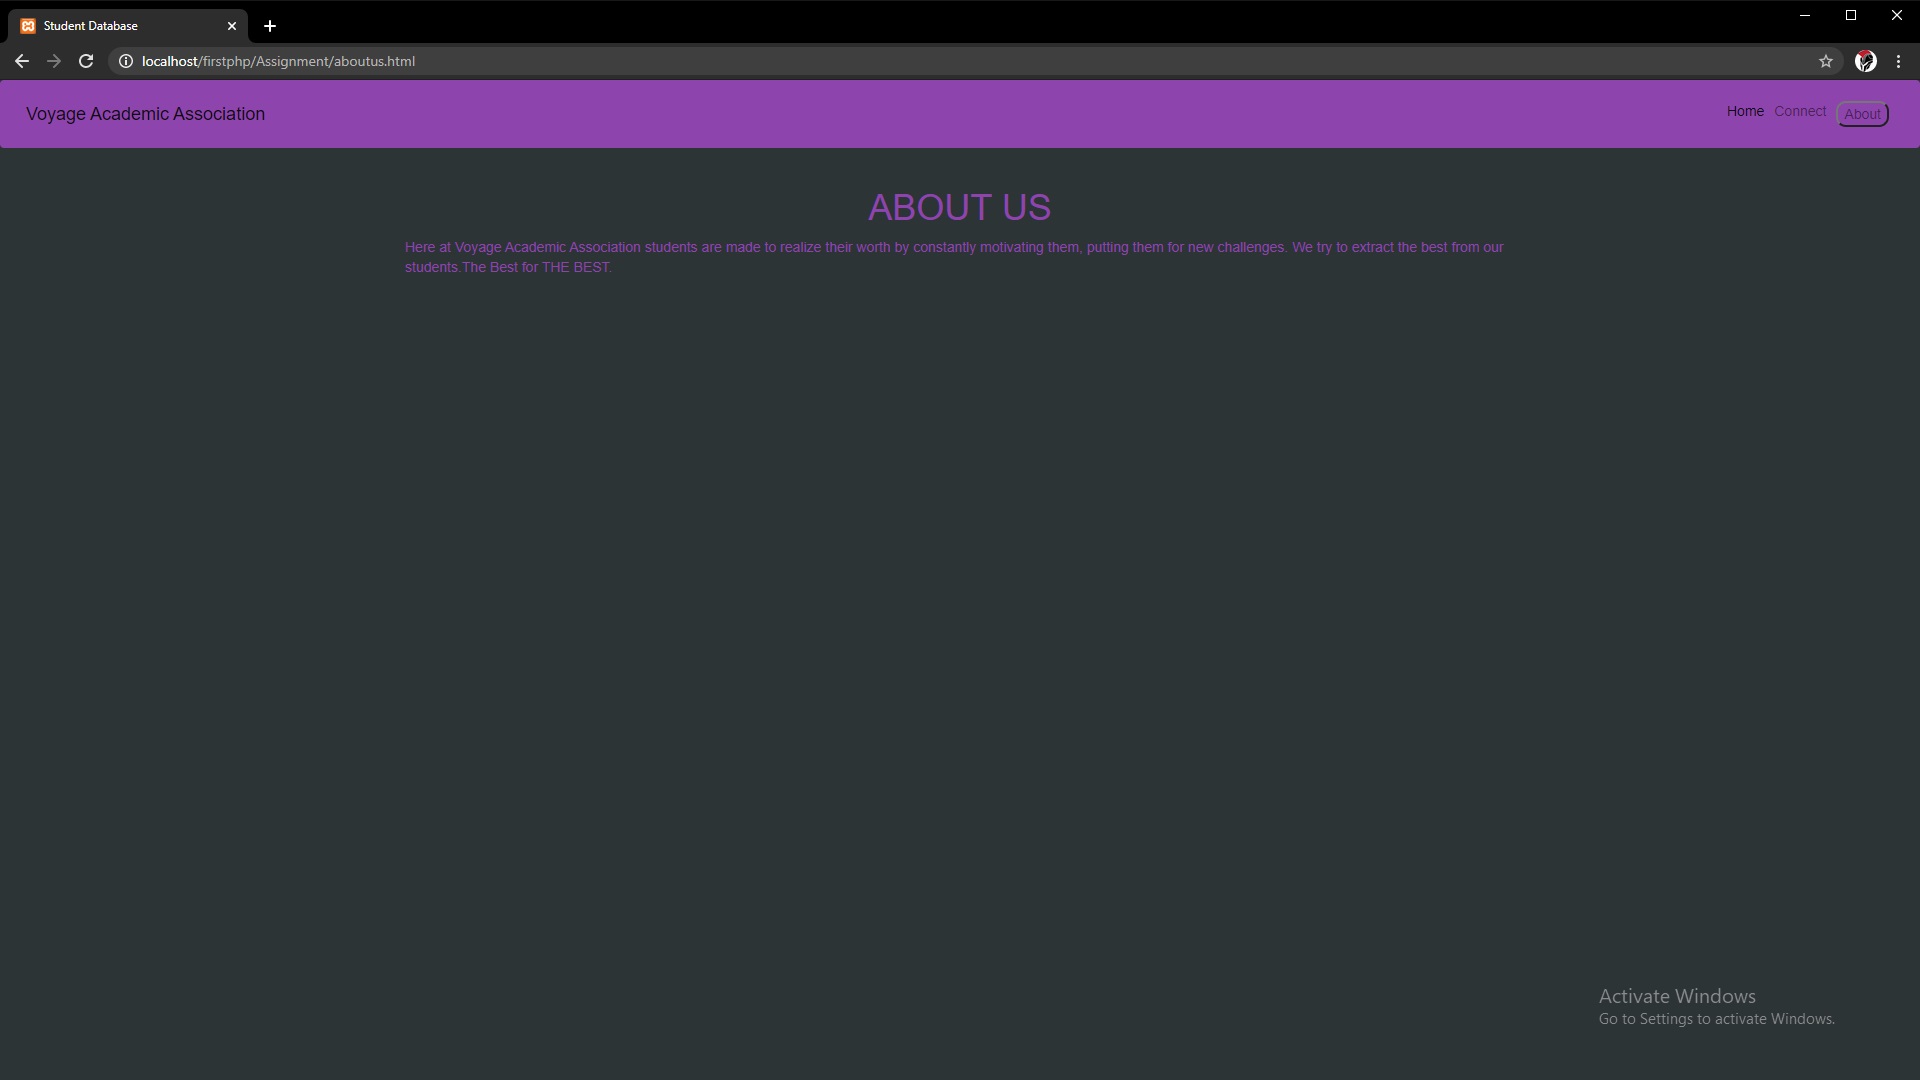 Student Database
localhost/firstphp/Assignment/aboutus.html
Voyage Academic Association
Home Connect About
ABOUT US
Here at Voyage Academic Association students are made to realize their worth by constantly motivating them, putting them for new challenges. We try to extract the best from our
students.The Best for THE BEST.
Activate Windows
Go to Settings to activate Windows.